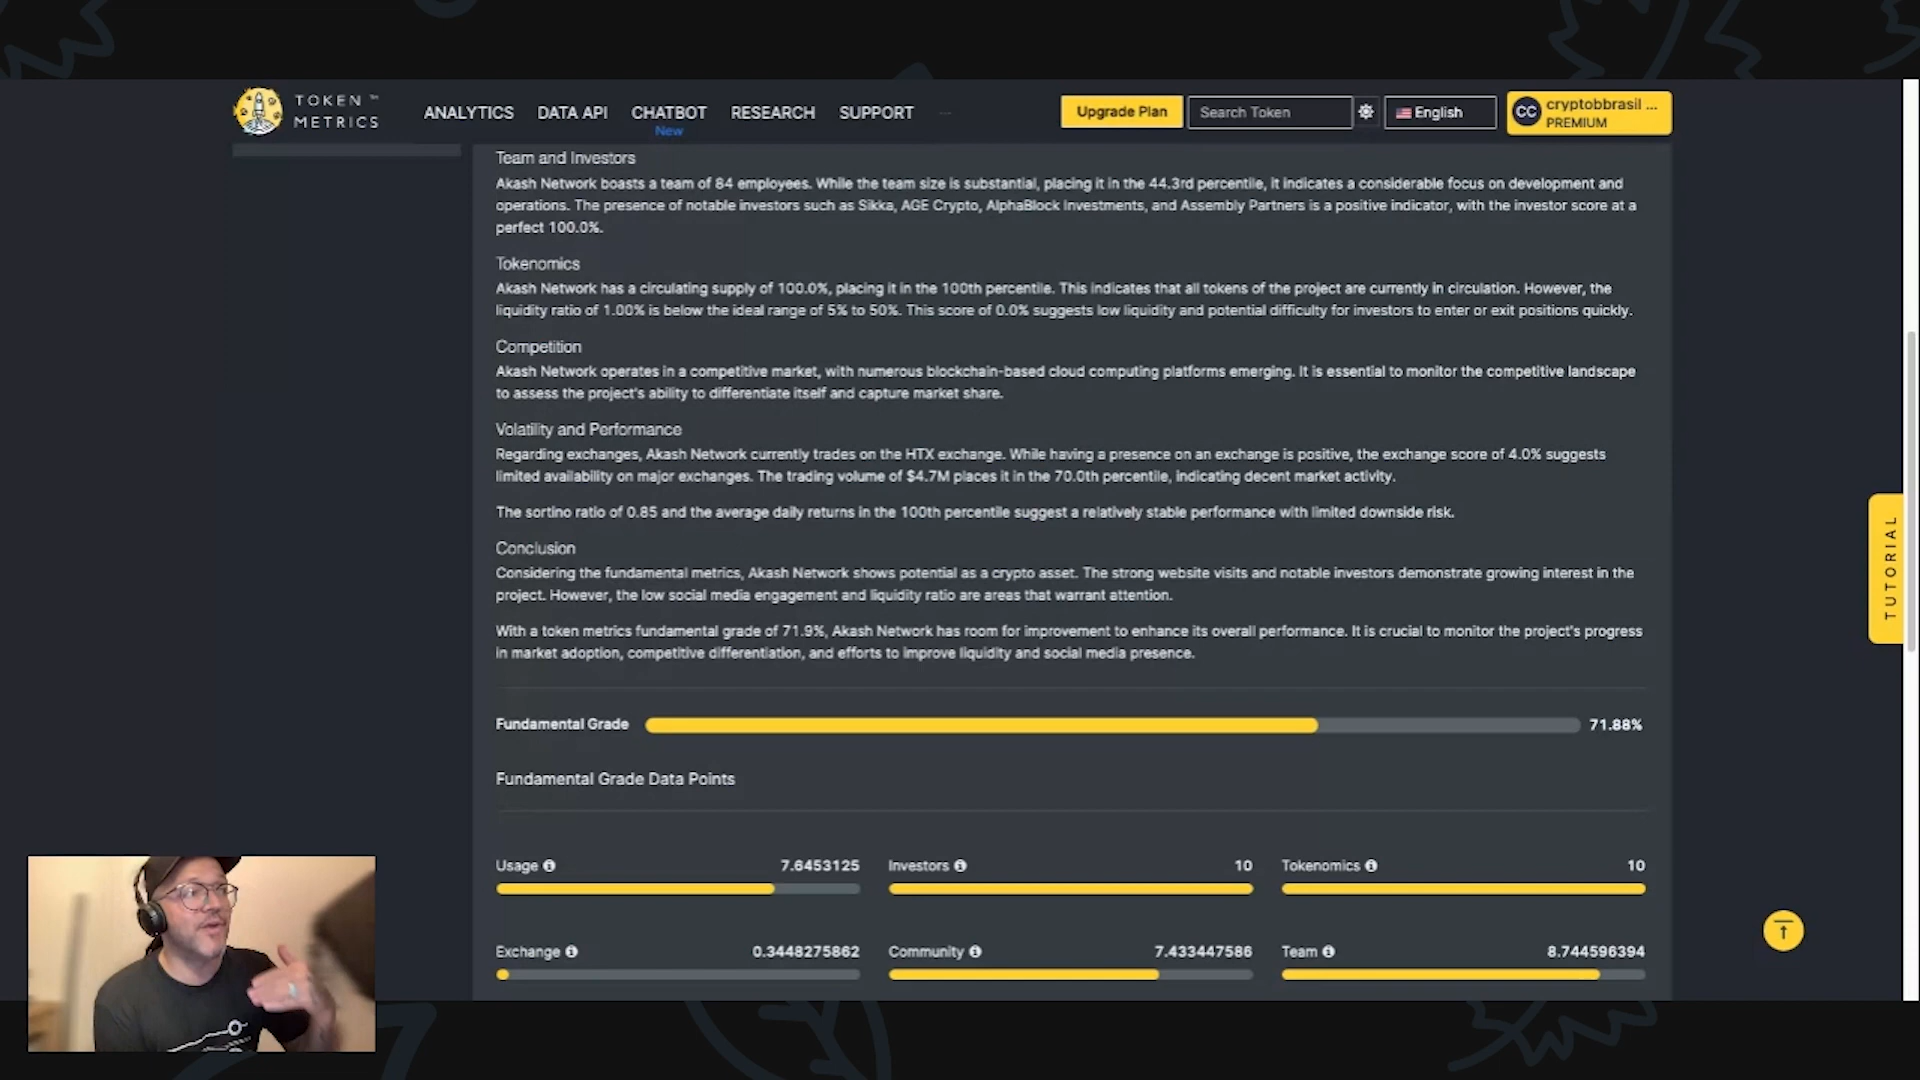 TOKEN ™
METRICS
ANALYTICS DATA API CHATBOT RESEARCH SUPPORT
New
Upgrade Plan
Search Token
English
CC
cryptobbrasil ...
PREMIUM
Team and Investors
Akash Network boasts a team of 84 employees. While the team size is substantial, placing it in the 44.3rd percentile, it indicates a considerable focus on development and
operations. The presence of notable investors such as Sikka, AGE Crypto, AlphaBlock Investments, and Assembly Partners is a positive indicator, with the investor score at a
perfect 100.0%.
Tokenomics
Akash Network has a circulating supply of 100.0%, placing it in the 100th percentile. This indicates that all tokens of the project are currently in circulation. However, the
liquidity ratio of 1.00% is below the ideal range of 5% to 50%. This score of 0.0% suggests low liquidity and potential difficulty for investors to enter or exit positions quickly.
Competition
Akash Network operates in a competitive market, with numerous blockchain-based cloud computing platforms emerging. It is essential to monitor the competitive landscape
to assess the project's ability to differentiate itself and capture market share.
Volatility and Performance
Regarding exchanges, Akash Network currently trades on the HTX exchange. While having a presence on an exchange is positive, the exchange score of 4.0% suggests
limited availability on major exchanges. The trading volume of $4.7M places it in the 70.0th percentile, indicating decent market activity.
The sortino ratio of 0.85 and the average daily returns in the 100th percentile suggest a relatively stable performance with limited downside risk.
Conclusion
Considering the fundamental metrics, Akash Network shows potential as a crypto asset. The strong website visits and notable investors demonstrate growing interest in the
project. However, the low social media engagement and liquidity ratio are areas that warrant attention.
With a token metrics fundamental grade of 71.9%, Akash Network has room for improvement to enhance its overall performance. It is crucial to monitor the project's progress
in market adoption, competitive differentiation, and efforts to improve liquidity and social media presence.
Fundamental Grade 71.88%
Fundamental Grade Data Points
Usage 7.6453125
Investors 10
Tokenomics 10
Exchange 0.3448275862
Community 7.433447586
Team 8.744596394
TUTORIAL